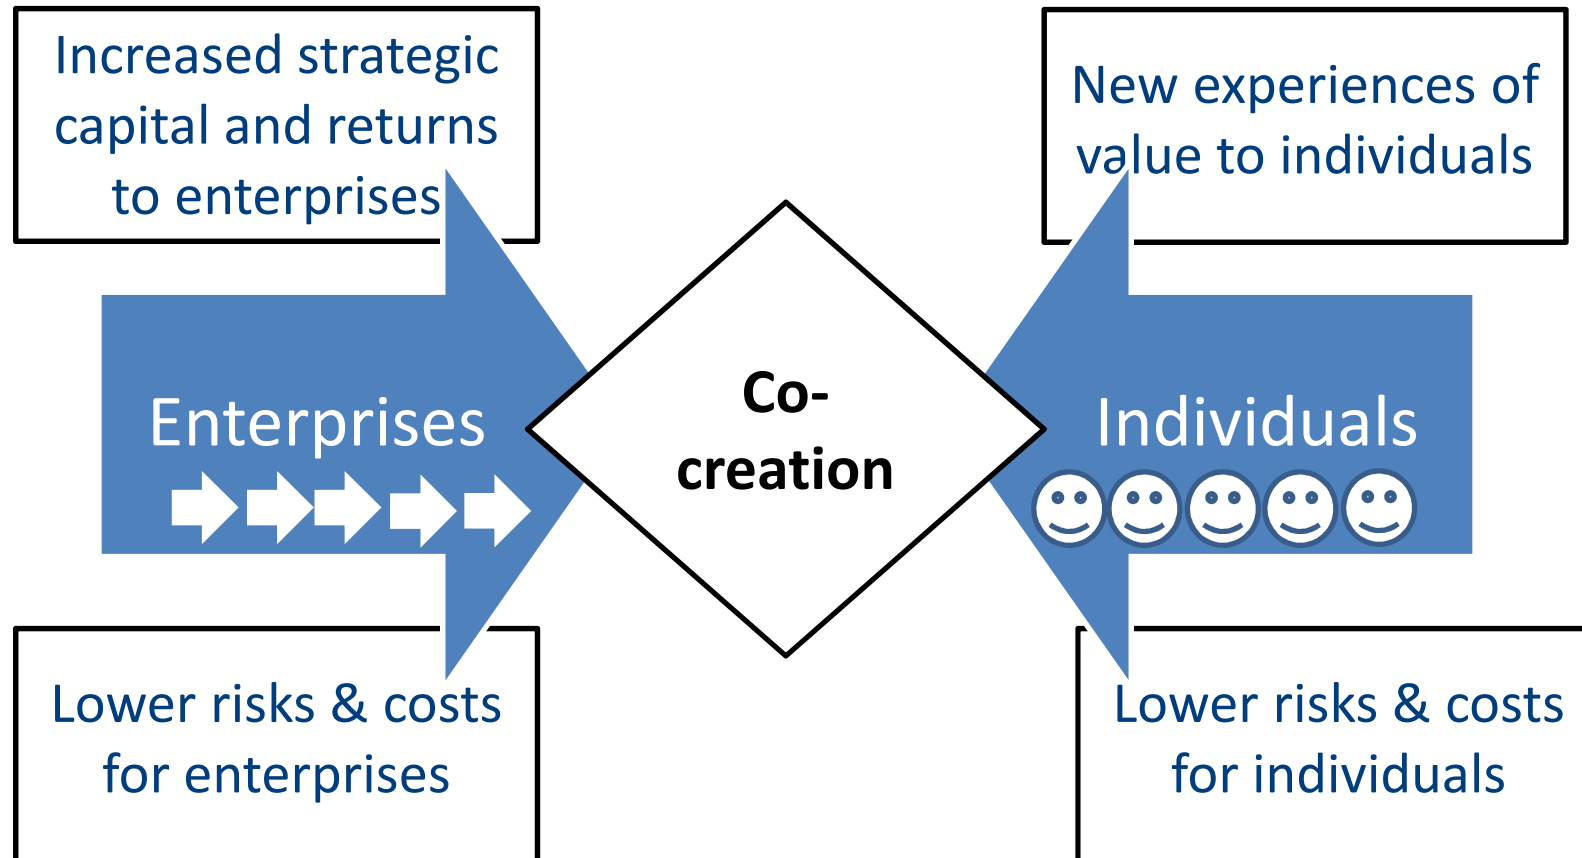 Increased strategic
capital and returns
to enterprises
New experiences of
value to individuals
Enterprises
Co-
creation
Individuals
Lower risks & costs
for enterprises
Lower risks & costs
for individuals